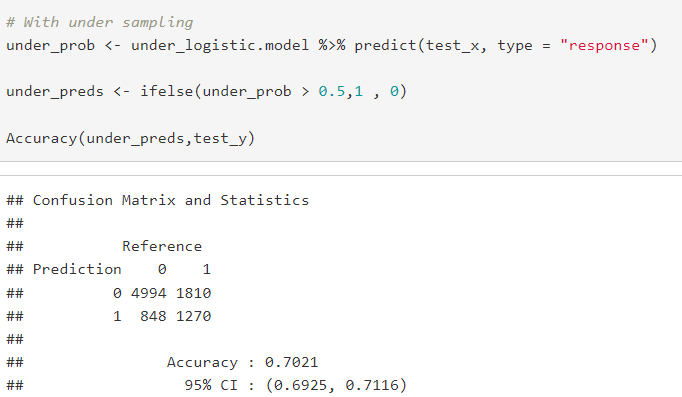 # With under sampling
under_prob <- under_logistic.model %>% predict(test_x, type = "response")
under_preds <- ifelse(under_prob > 0.5,1 , 0)
Accuracy(under_preds,test_y)
## Confusion Matrix and Statistics
##
##           Reference
## Prediction    0    1
##          0 4994 1810
##          1  848 1270
##
##                Accuracy : 0.7021
##                  95% CI : (0.6925, 0.7116)